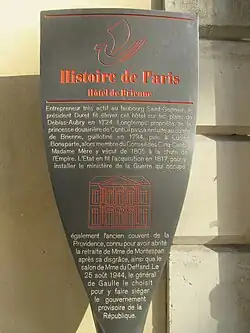 Histoire de Paris
Hôtel de Brienne
Entrepreneur très actif au faubourg Saint-Germain, le
président Duret fit élever cet hôtel sur les plans de
Debias-Aubry en 1724. Longtemps propriété de la
princesse douairière de Conti, il passa ensuite au comte
de Brienne, guillotiné en 1794, puis à Lucien
Bonaparte, alors membre du Conseil des Cinq-Cents.
Madame Mère y vécut de 1805 à la chute de
l'Empire. L'Etat en fit l'acquisition en 1817, pour y
installer le ministère de la Guerre, qui occupa
également l'ancien couvent de la
Providence, connu pour avoir abrité
la retraite de Mme de Montespan
après sa disgrâce, ainsi que le
salon de Mme du Deffand. Le
25 août 1944, le général
de Gaulle le choisit
pour y faire siéger
le gouvernement
provisoire de la
République.